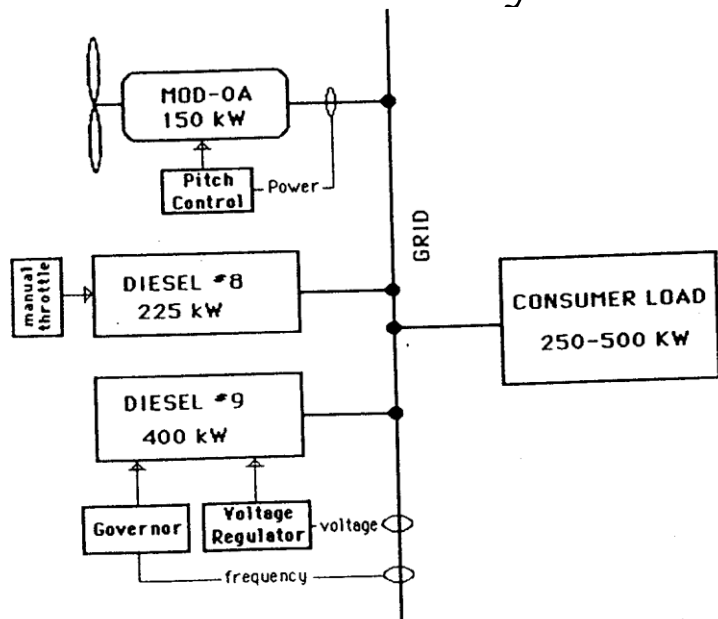 MOD-0A
150 kW
Pitch
Control
Power
GRID
manual
throttle
DIESEL #8
225 kW
CONSUMER LOAD
250-500 KW
DIESEL #9
400 kW
Governor
Voltage
Regulator
voltage
frequency